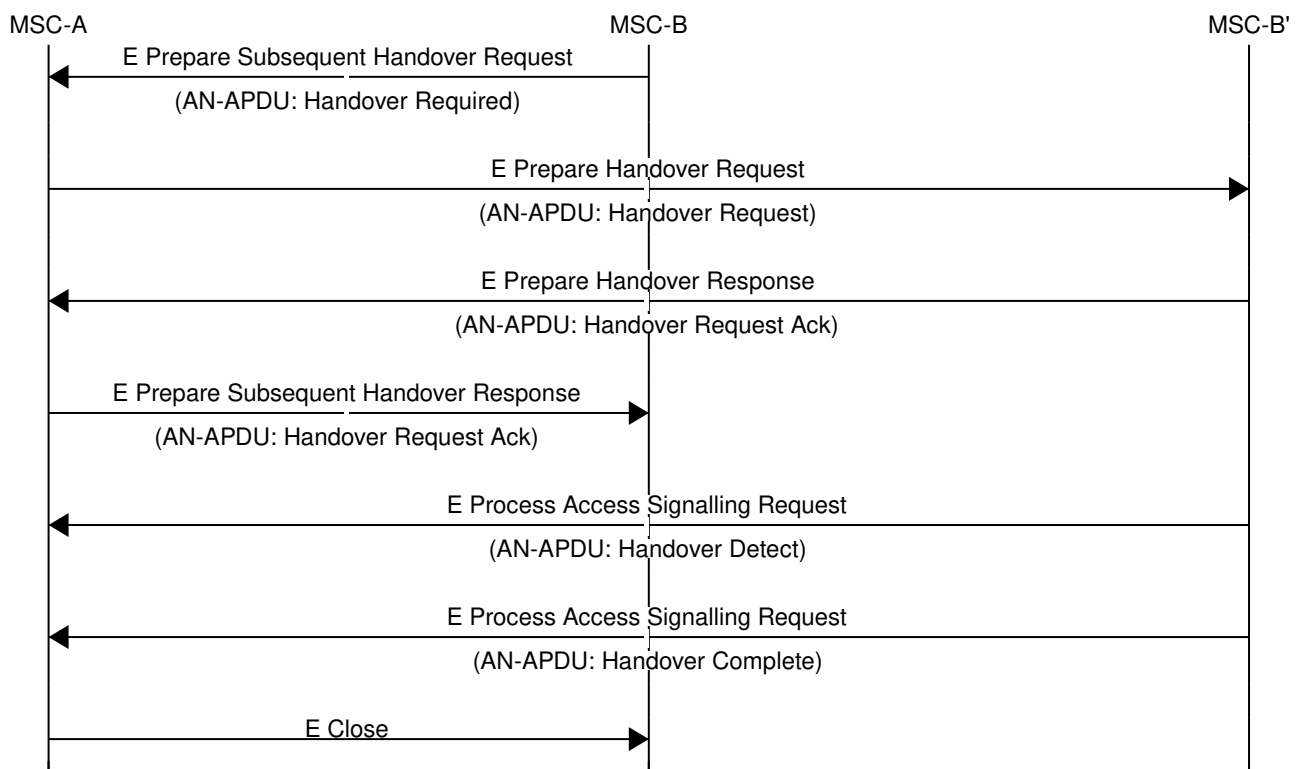 MSC-A MSC-B MSC-B'
E Prepare Subsequent Handover Request
(AN-APDU: Handover Required)
E Prepare Handover Request
(AN-APDU: Handover Request)
E Prepare Handover Response
(AN-APDU: Handover Request Ack)
E Prepare Subsequent Handover Response
(AN-APDU: Handover Request Ack)
E Process Access Signalling Request
(AN-APDU: Handover Detect)
E Process Access Signalling Request
(AN-APDU: Handover Complete)
E Close